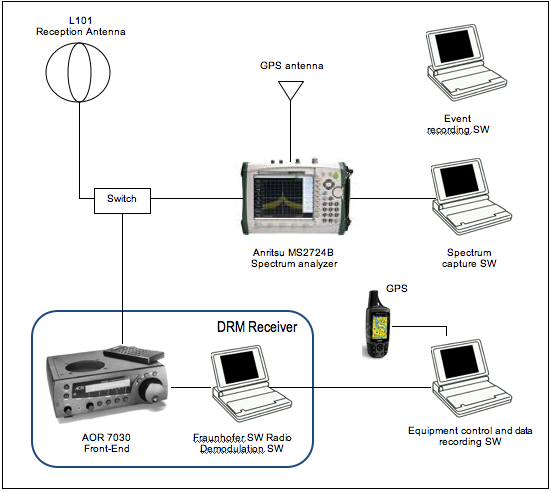 L101
Reception Antenna
GPS antenna
Event
recording SW
Switch
Anritsu MS2724B
Spectrum analyzer
Spectrum
capture SW
GPS
DRM Receiver
AOR 7030
Front-End
Fraunhofer SW Radio
Demodulation SW
Equipment control and data
recording SW